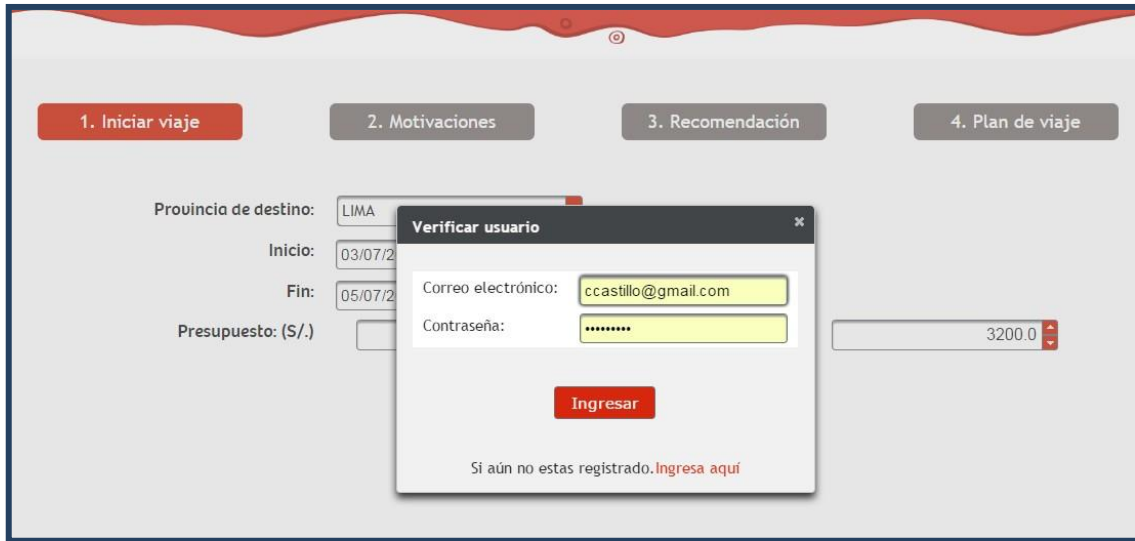 1. Iniciar viaje 2. Motivaciones 3. Recomendación 4. Plan de viaje
Provincia de destino: LIMA
Verificar usuario ×
Inicio: 03/07/2
Correo electrónico: ccastillo@gmail.com
Fin: 05/07/2
Contraseña: •••••••••
Presupuesto: (S/.) 3200.0
Ingresar
Si aún no estas registrado.Ingresa aquí